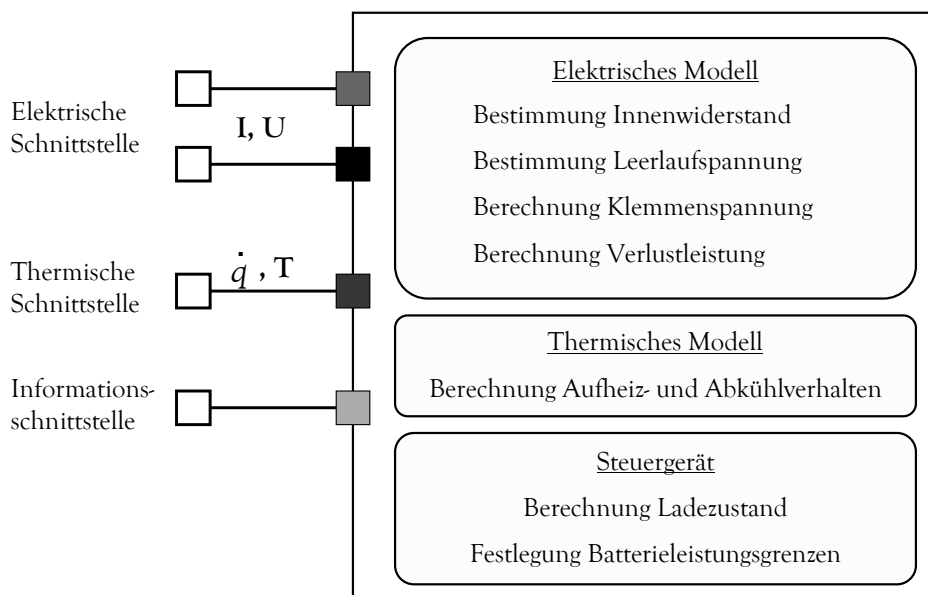 Elektrische
Schnittstelle
I, U
Thermische
Schnittstelle
q̇ , T
Informations-
schnittstelle
Elektrisches Modell
Bestimmung Innenwiderstand
Bestimmung Leerlaufspannung
Berechnung Klemmenspannung
Berechnung Verlustleistung
Thermisches Modell
Berechnung Aufheiz- und Abkühlverhalten
Steuergerät
Berechnung Ladezustand
Festlegung Batterieleistungsgrenzen